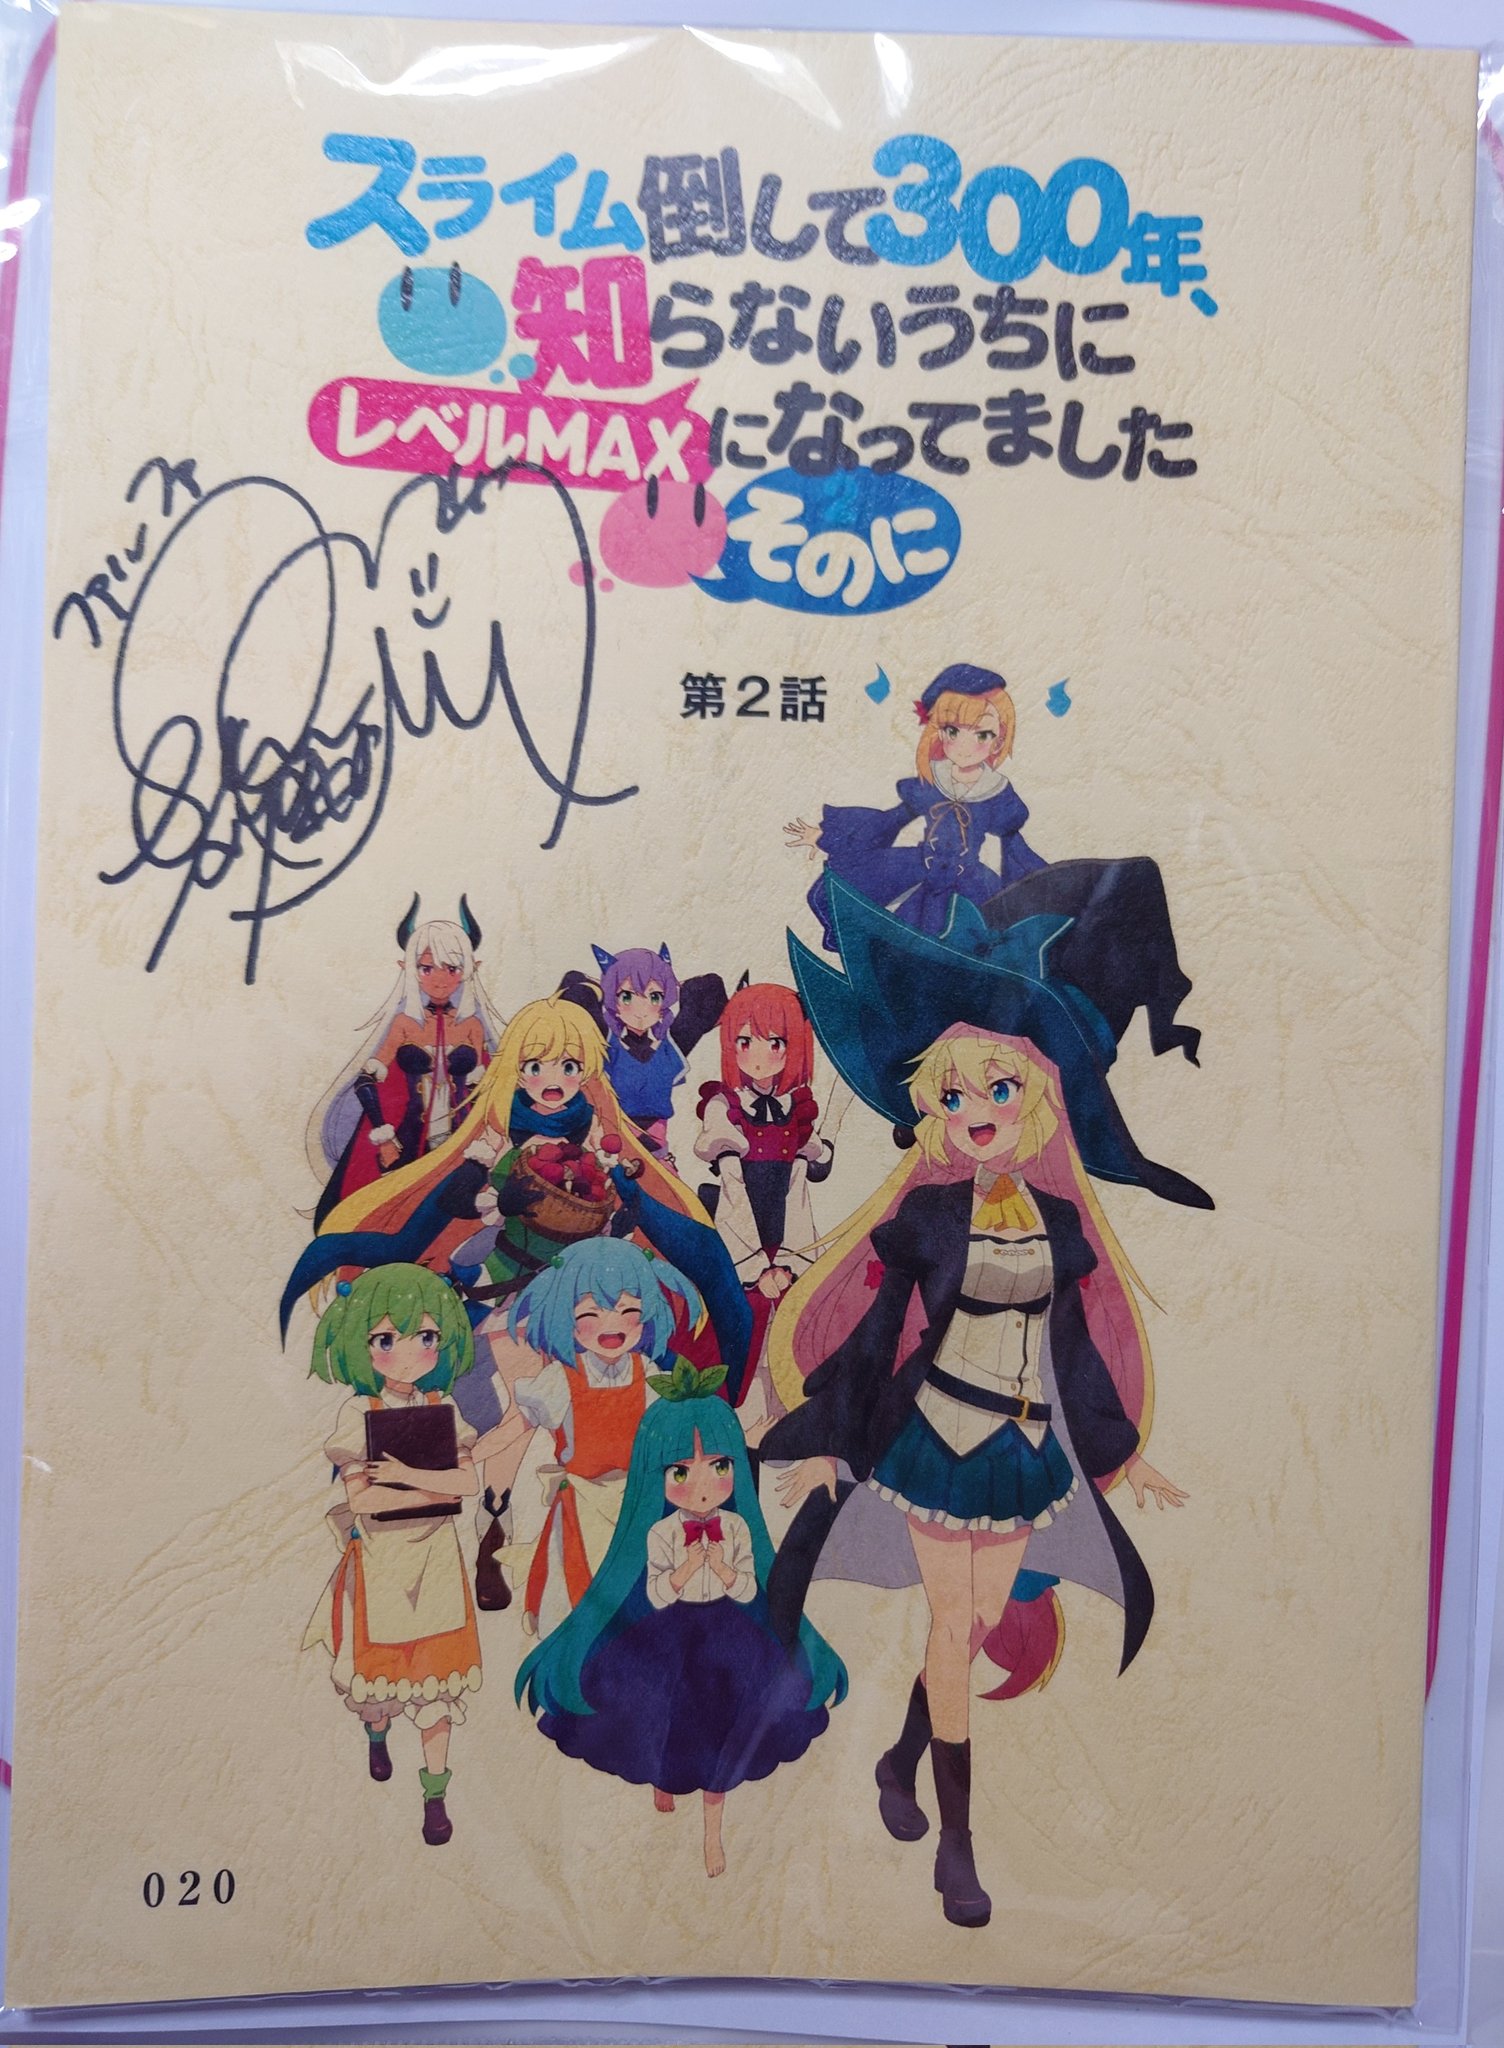 スライム倒して300年、
知らないうちに
レベルMAXになってました
そのに
ファルファ
第2話
020